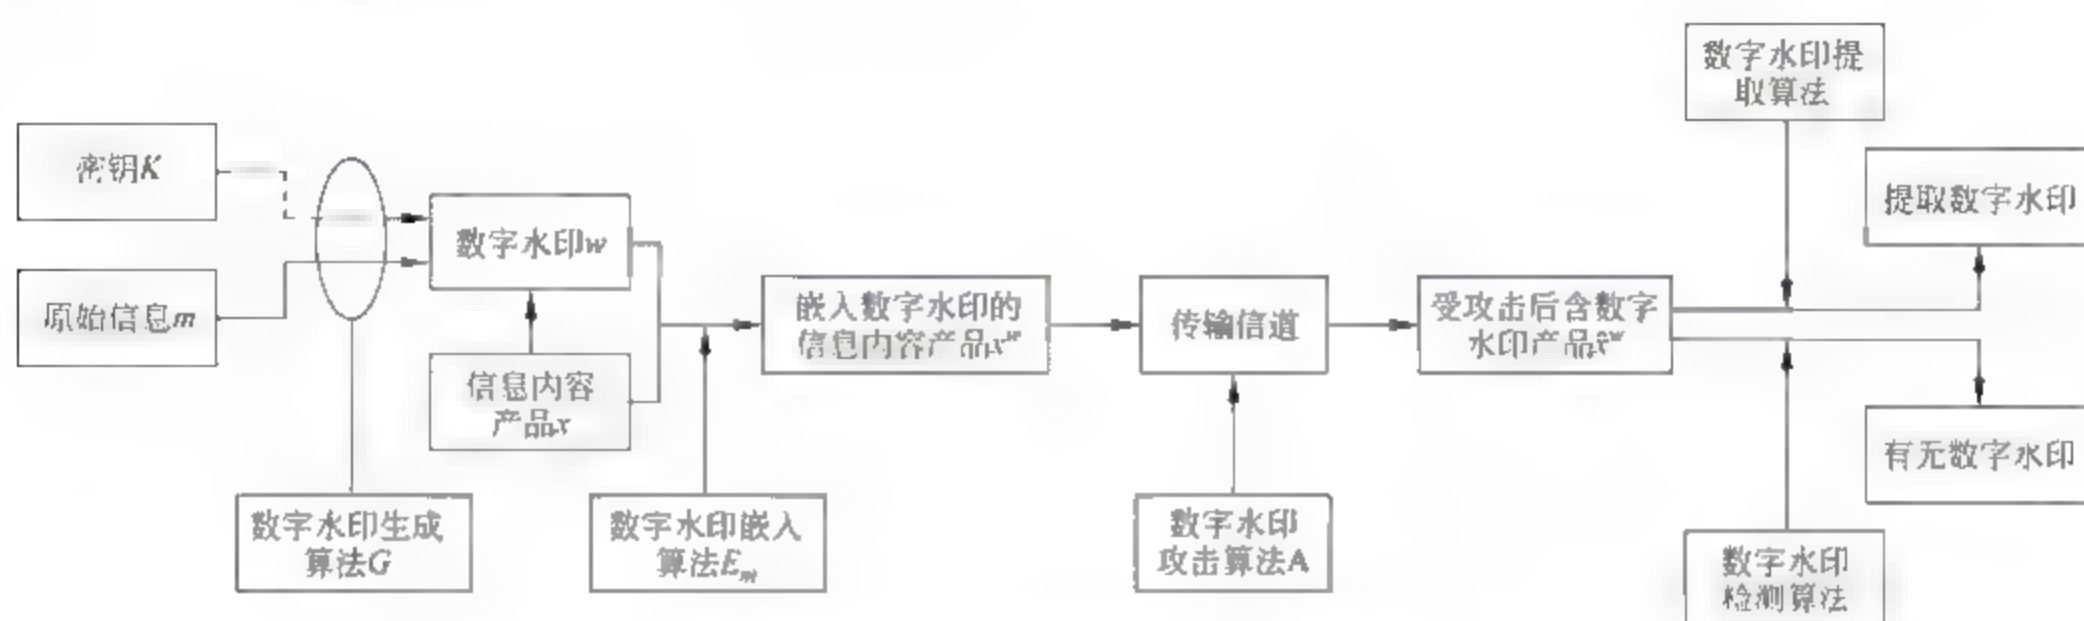 数字水印提
取算法
密钥K
提取数字水印
数字水印w
原始信息m
嵌入数字水印的
信息内容产品xʷ
传输信道
受攻击后含数字
水印产品x̂ʷ
信息内容
产品x
有无数字水印
数字水印生成
算法G
数字水印嵌入
算法Eₘ
数字水印
攻击算法A
数字水印
检测算法